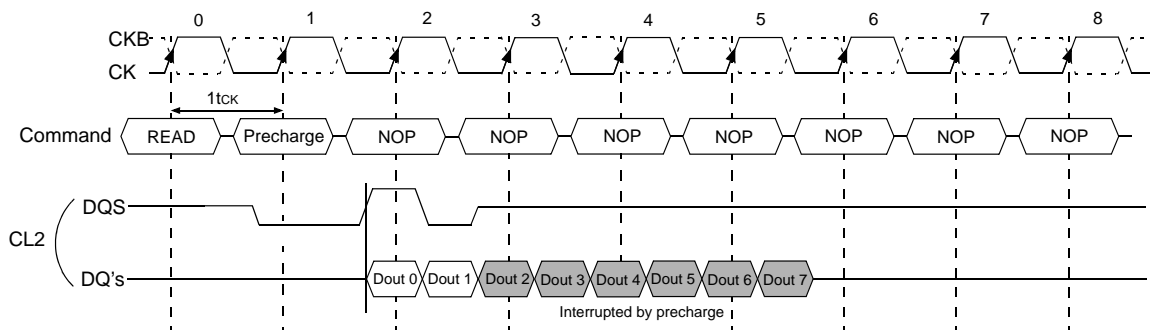 0 1 2 3 4 5 6 7 8
CKB
CK
1tCK
Command READ Precharge NOP NOP NOP NOP NOP NOP NOP
DQS
CL2
DQ's Dout 0 Dout 1 Dout 2 Dout 3 Dout 4 Dout 5 Dout 6 Dout 7
Interrupted by precharge